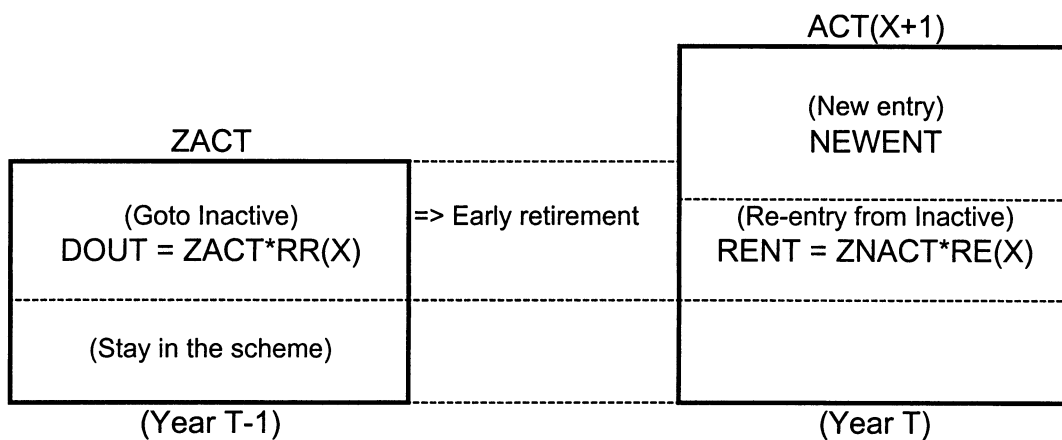 ACT(X+1)
(New entry)
NEWENT
ZACT
(Goto Inactive)
DOUT = ZACT*RR(X)
=> Early retirement
(Re-entry from Inactive)
RENT = ZNACT*RE(X)
(Stay in the scheme)
(Year T-1)
(Year T)